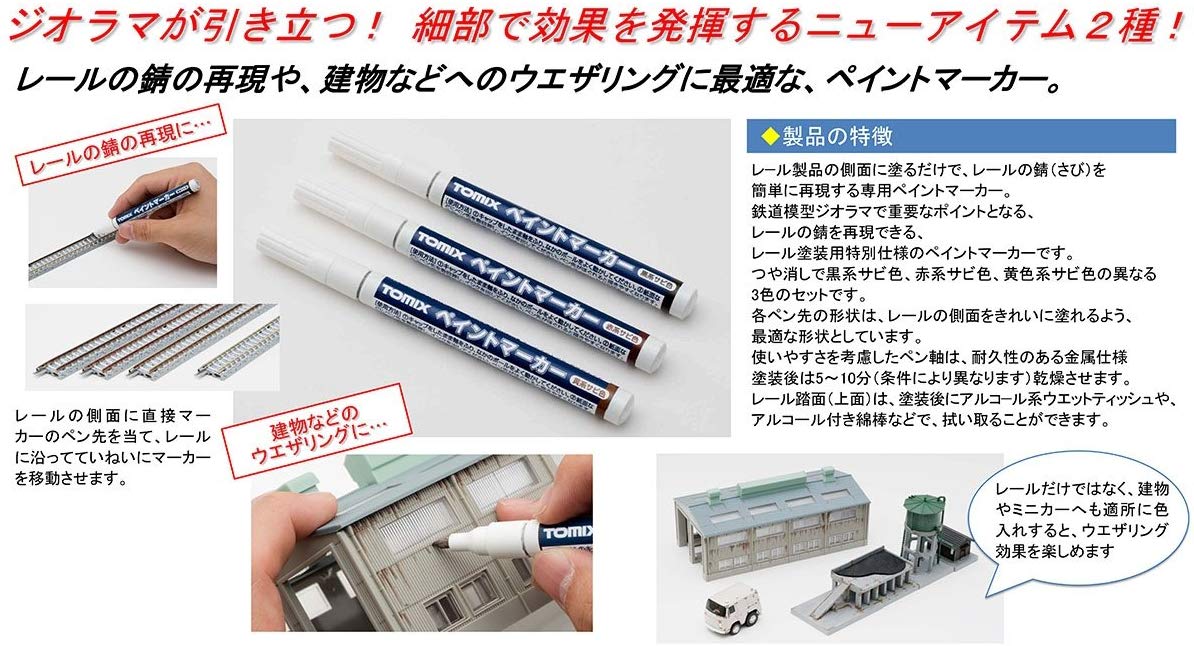 ジオラマが引き立つ! 細部で効果を発揮するニューアイテム2種!
レールの錆の再現や、建物などへのウエザリングに最適な、ペイントマーカー。
レールの錆の再現に…
レールの側面に直接マー
カーのペン先を当て、レール
に沿ってていねいにマーカー
を移動させます。
TOMIX ペイントマーカー
TOMIX ペイントマーカー 赤系サビ色
TOMIX ペイントマーカー 黄系サビ色
◆製品の特徴
レール製品の側面に塗るだけで、レールの錆(さび)を
簡単に再現する専用ペイントマーカー。
鉄道模型ジオラマで重要なポイントとなる、
レールの錆を再現できる、
レール塗装用特別仕様のペイントマーカーです。
つや消しで黒系サビ色、赤系サビ色、黄色系サビ色の異なる
3色のセットです。
各ペン先の形状は、レールの側面をきれいに塗れるよう、
最適な形状としています。
使いやすさを考慮したペン軸は、耐久性のある金属仕様
塗装後は5~10分(条件により異なります)乾燥させます。
レール踏面(上面)は、塗装後にアルコール系ウエットティッシュや、
アルコール付き綿棒などで、拭い取ることができます。
建物などの
ウエザリングに…
TOMIX
レールだけではなく、建物
やミニカーへも適所に色
入れすると、ウエザリング
効果を楽しめます